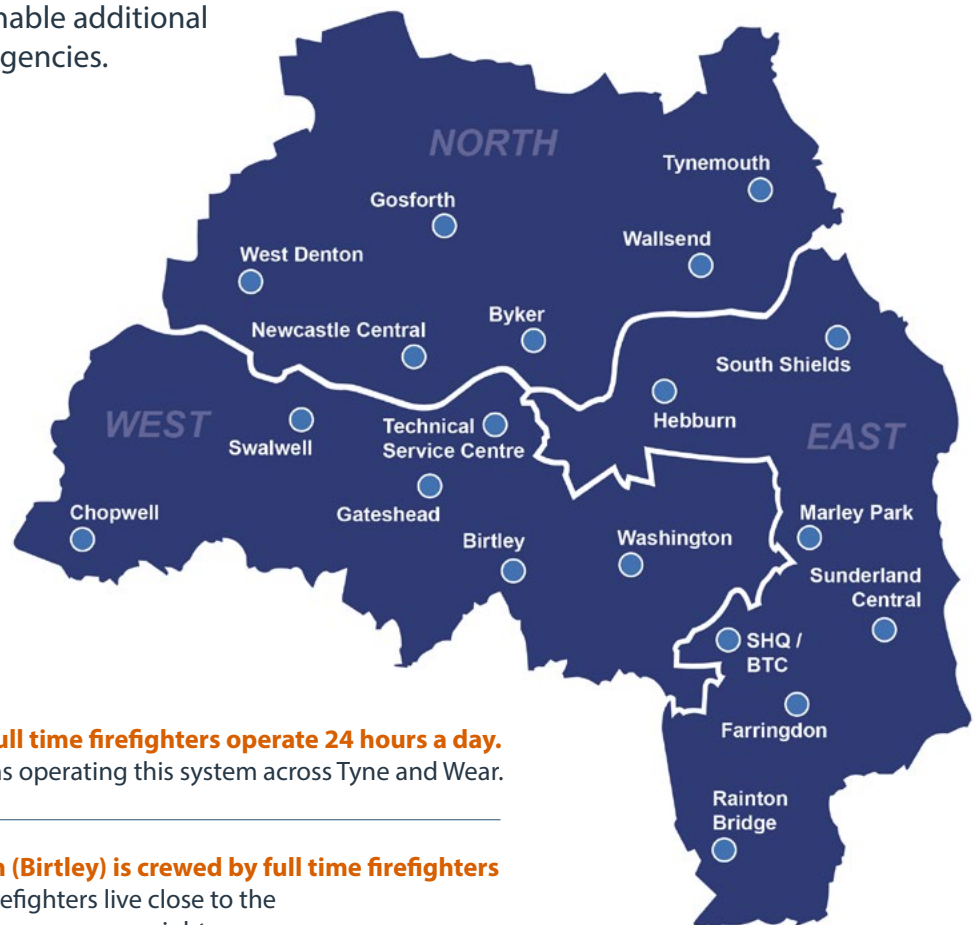 nable additional
gencies.
NORTH
Tynemouth
Gosforth
Wallsend
West Denton
Byker
Newcastle Central
South Shields
WEST
Hebburn
EAST
Technical
Service Centre
Swalwell
Chopwell
Gateshead
Marley Park
Birtley
Washington
Sunderland
Central
SHQ /
BTC
Farringdon
Rainton
Bridge
ull time firefighters operate 24 hours a day.
s operating this system across Tyne and Wear.
(Birtley) is crewed by full time firefighters
efighters live close to the